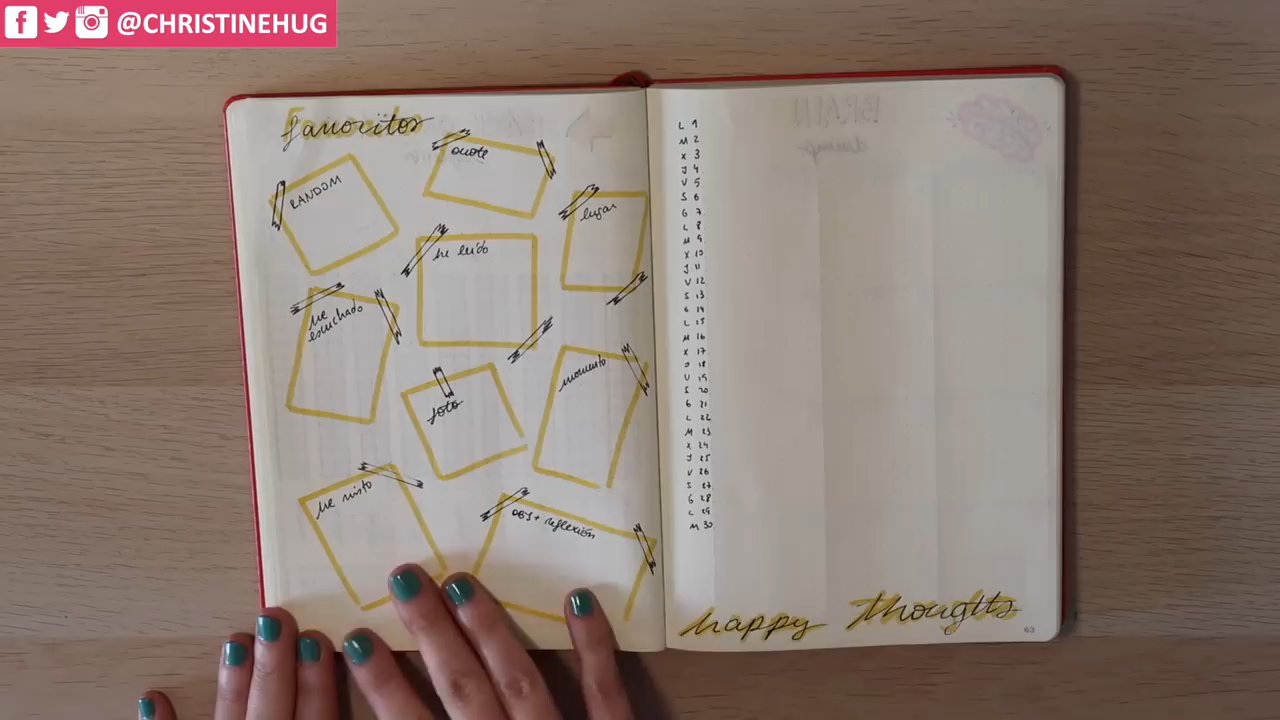 @CHRISTINEHUG
favoritos
RANDOM
quote
lugar
he leído
he
escuchado
momento
foto
he visto
OBJ + reflexión
L 1
M 2
X 3
J 4
V 5
S 6
G 7
L 8
M 9
X 10
J 11
V 12
S 13
G 14
L 15
M 16
X 17
J 18
V 19
S 20
G 21
L 22
M 23
X 24
J 25
V 26
S 27
G 28
L 29
M 30
happy thoughts
63
BRAIN
dump